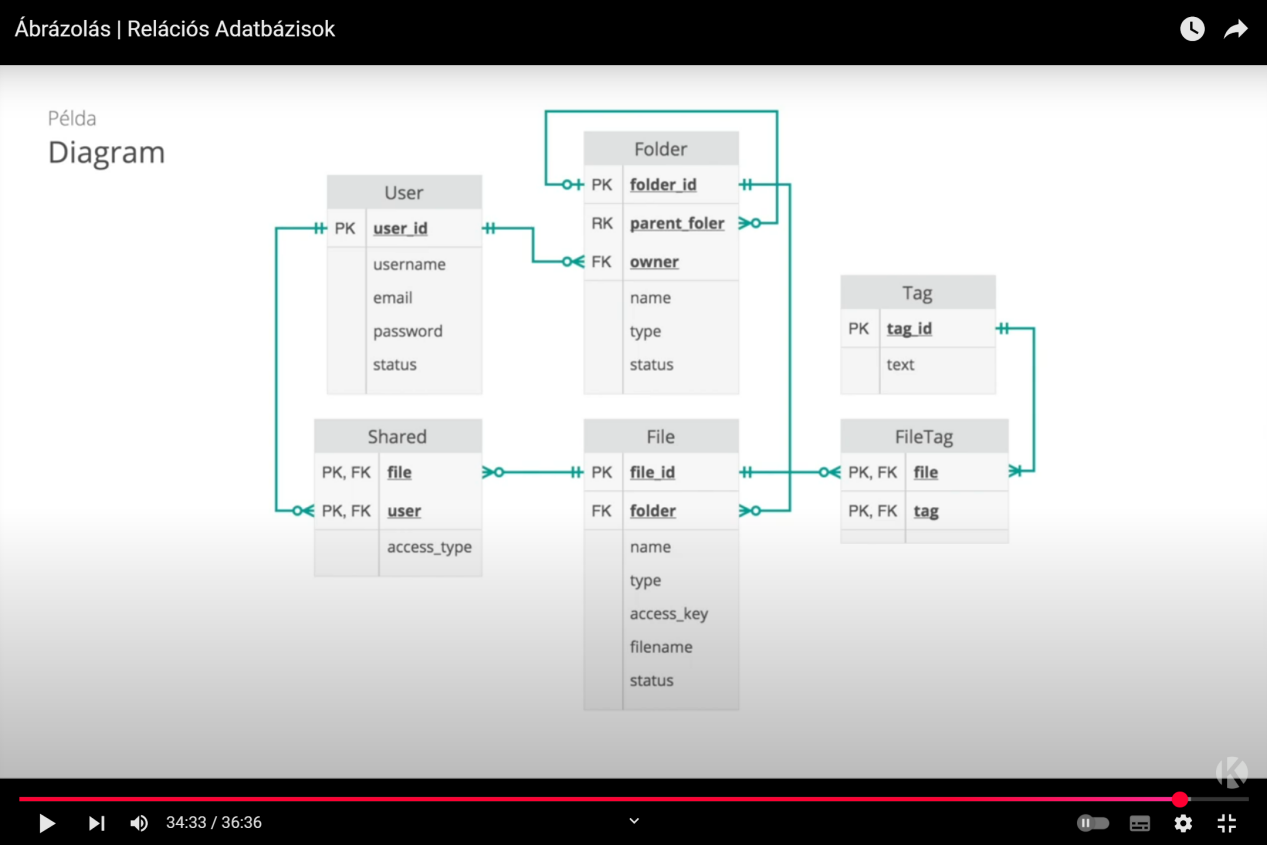 Ábrázolás | Relációs Adatbázisok
Példa
Diagram
User
PK user_id
username
email
password
status
Folder
PK folder_id
RK parent_foler
FK owner
name
type
status
Tag
PK tag_id
text
Shared
PK, FK file
PK, FK user
access_type
File
PK file_id
FK folder
name
type
access_key
filename
status
FileTag
PK, FK file
PK, FK tag
K
34:33 / 36:36